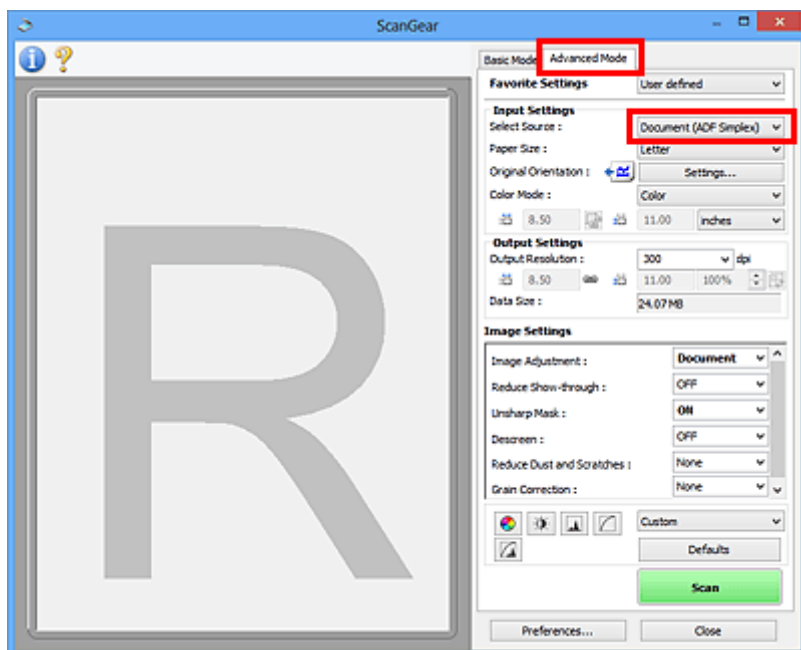 ScanGear
Basic Mode Advanced Mode
Favorite Settings User defined
Input Settings
Select Source : Document (ADF Simplex)
Paper Size : Letter
Original Orientation : Settings...
Color Mode : Color
8.50 11.00 inches
Output Settings
Output Resolution : 300 dpi
8.50 11.00 100%
Data Size : 24.07MB
Image Settings
Image Adjustment : Document
Reduce Show-through : OFF
Unsharp Mask : ON
Descreen : OFF
Reduce Dust and Scratches : None
Grain Correction : None
Custom
Defaults
Scan
Preferences... Close
R